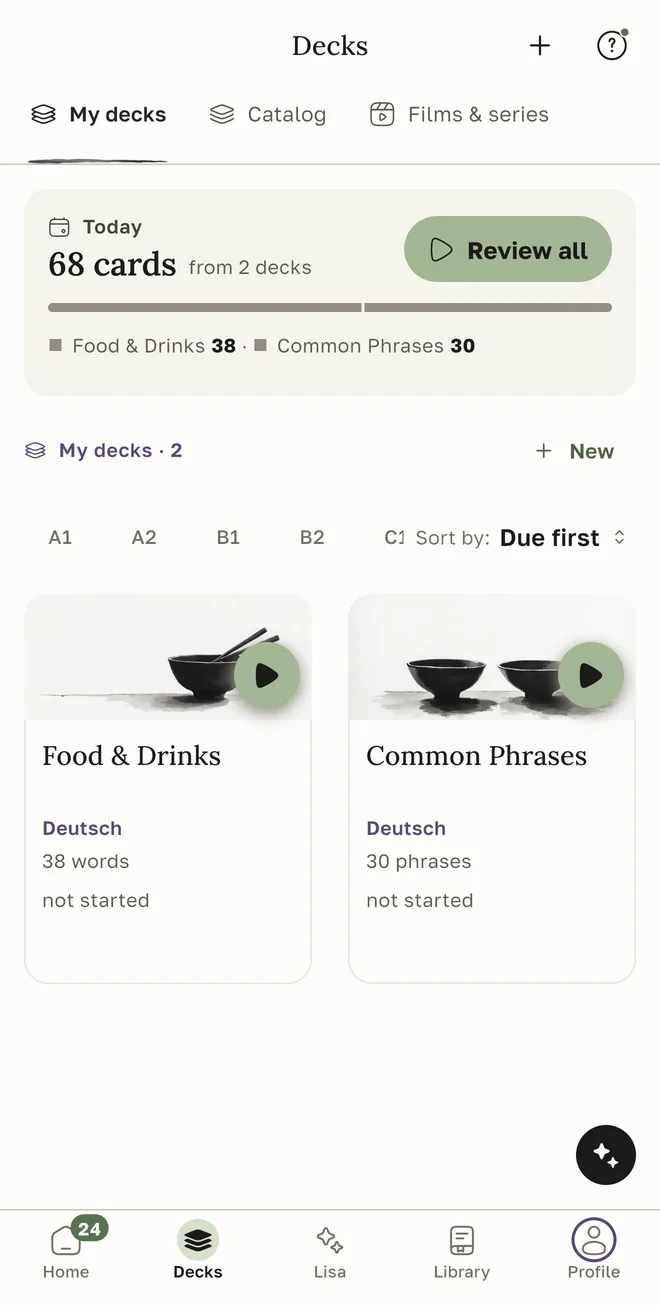 Decks
My decks
Catalog
Films & series
Today
68 cards from 2 decks
Review all
Food & Drinks 38 · Common Phrases 30
My decks · 2
+ New
A1 A2 B1 B2 C1 Sort by: Due first
Food & Drinks
Deutsch
38 words
not started
Common Phrases
Deutsch
30 phrases
not started
24
Home
Decks
Lisa
Library
Profile